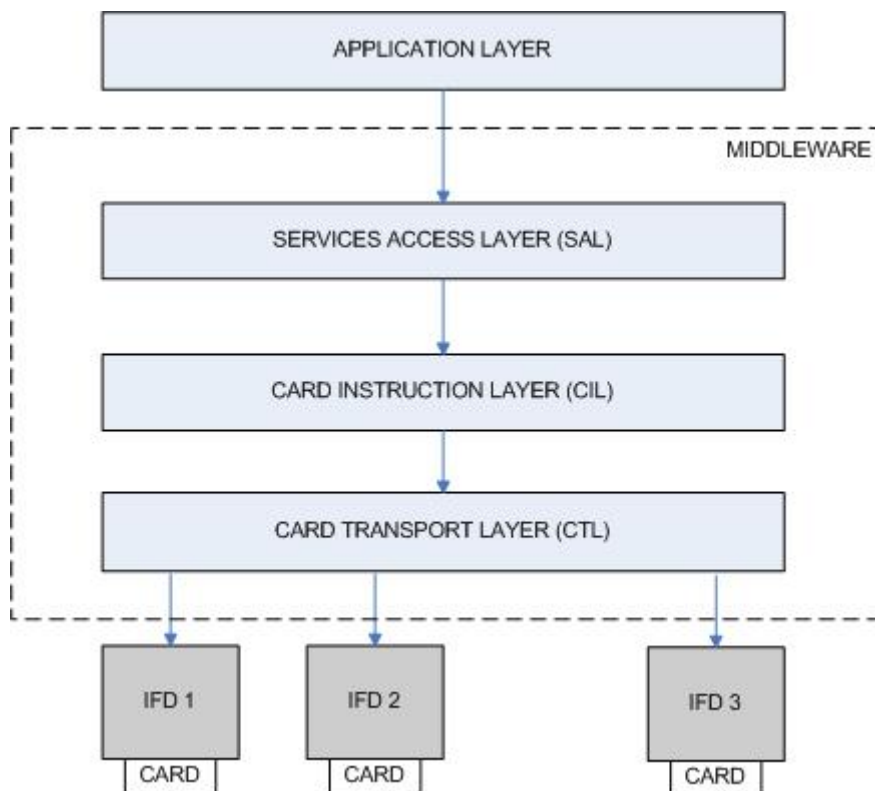 APPLICATION LAYER
MIDDLEWARE
SERVICES ACCESS LAYER (SAL)
CARD INSTRUCTION LAYER (CIL)
CARD TRANSPORT LAYER (CTL)
IFD 1
IFD 2
IFD 3
CARD
CARD
CARD